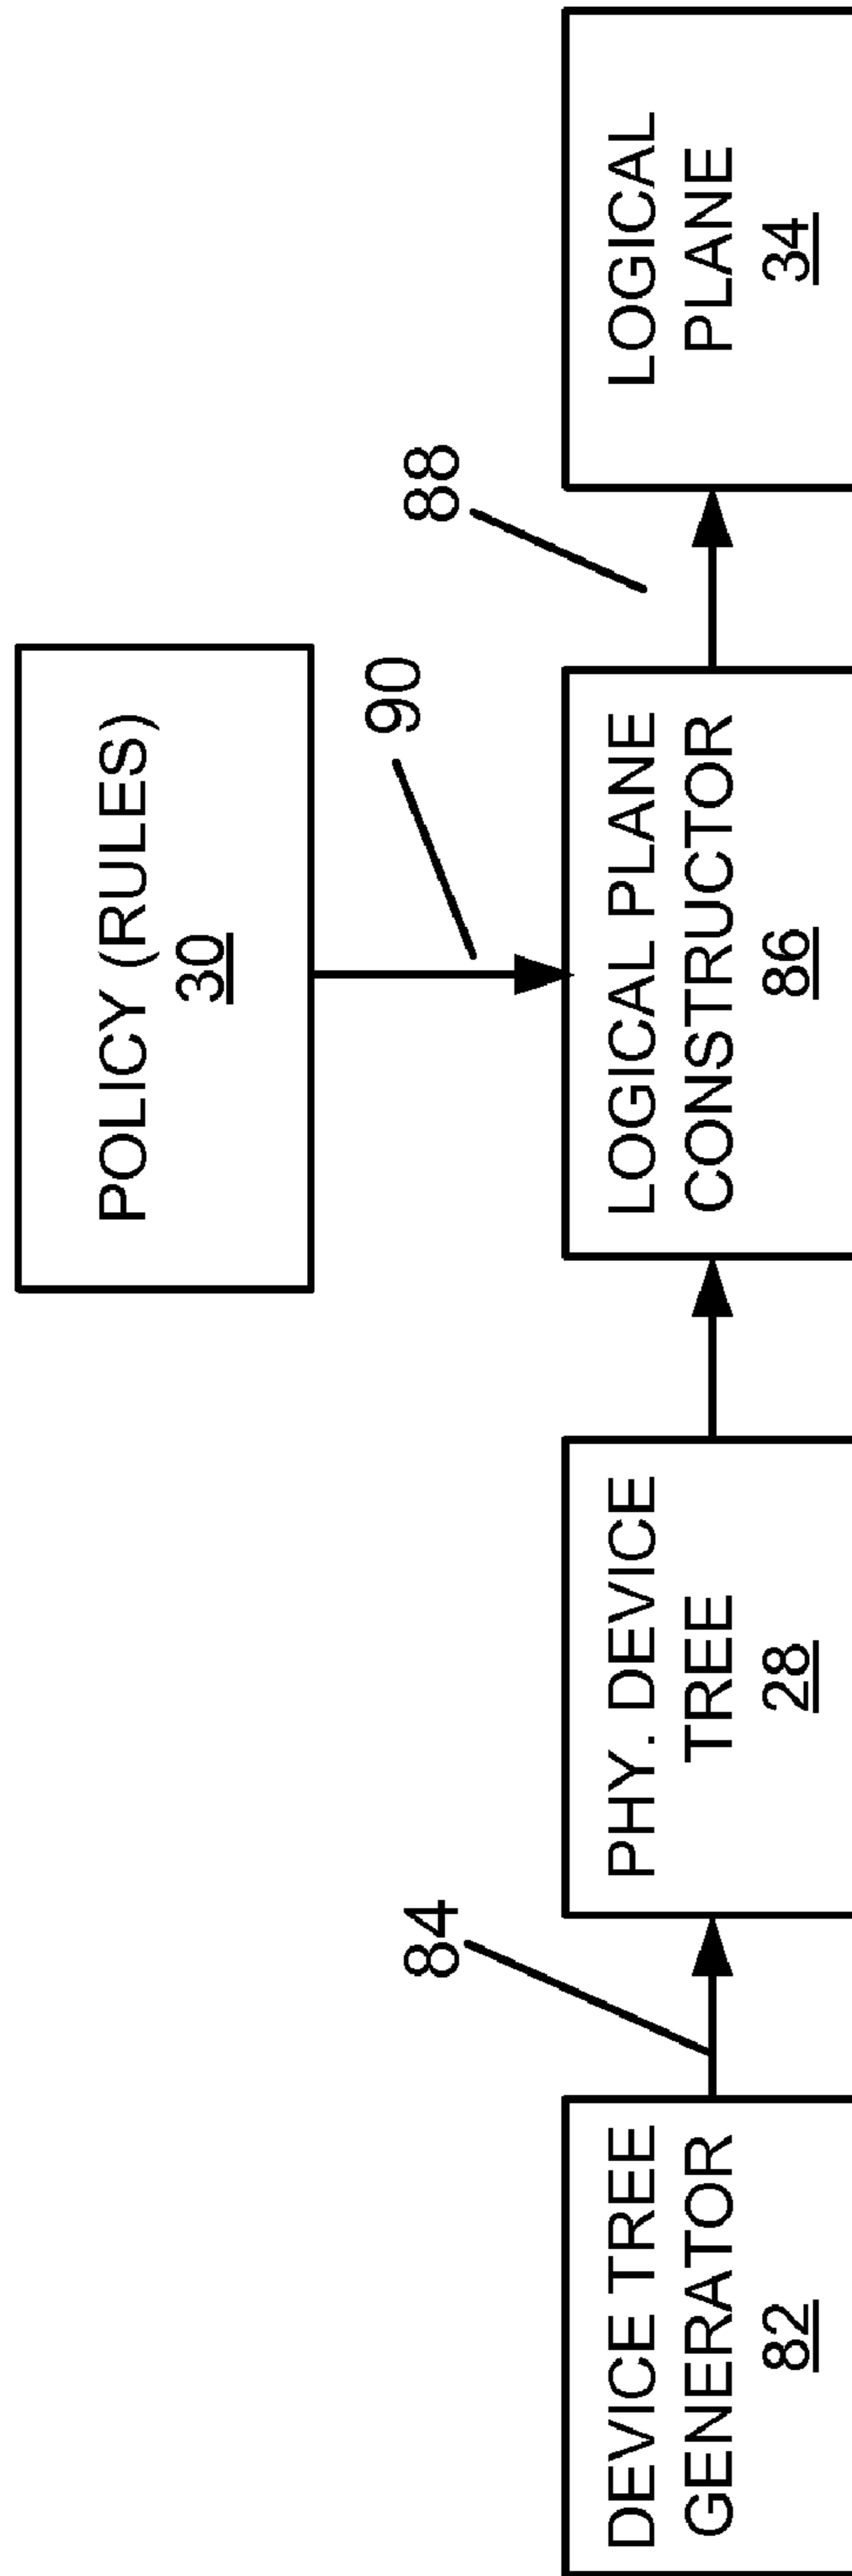 POLICY (RULES)
30
90
84
88
DEVICE TREE
GENERATOR
82
PHY. DEVICE
TREE
28
LOGICAL PLANE
CONSTRUCTOR
86
LOGICAL
PLANE
34